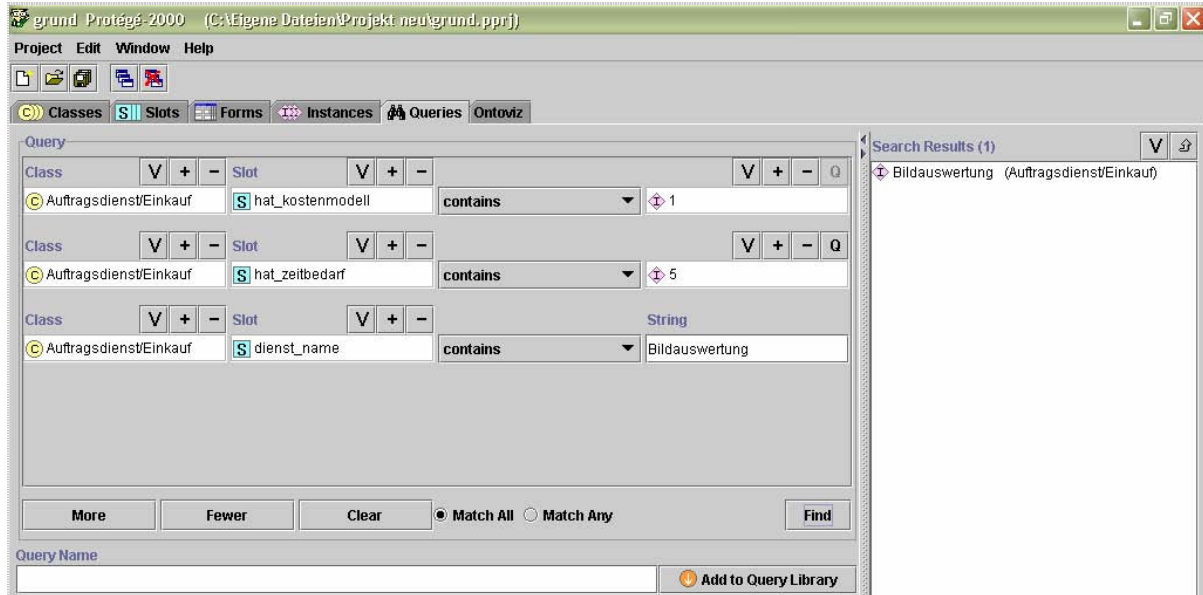 grund Protégé-2000 (C:\Eigene Dateien\Projekt neu\grund.pprj)
Project Edit Window Help
C Classes S Slots Forms I Instances Queries Ontoviz
Query
Search Results (1) V
Class V + − Slot V + − V + − Q
C Auftragsdienst/Einkauf S hat_kostenmodell contains I 1
I Bildauswertung (Auftragsdienst/Einkauf)
Class V + − Slot V + − V + − Q
C Auftragsdienst/Einkauf S hat_zeitbedarf contains I 5
Class V + − Slot V + − String
C Auftragsdienst/Einkauf S dienst_name contains Bildauswertung
More Fewer Clear Match All Match Any Find
Query Name
Add to Query Library